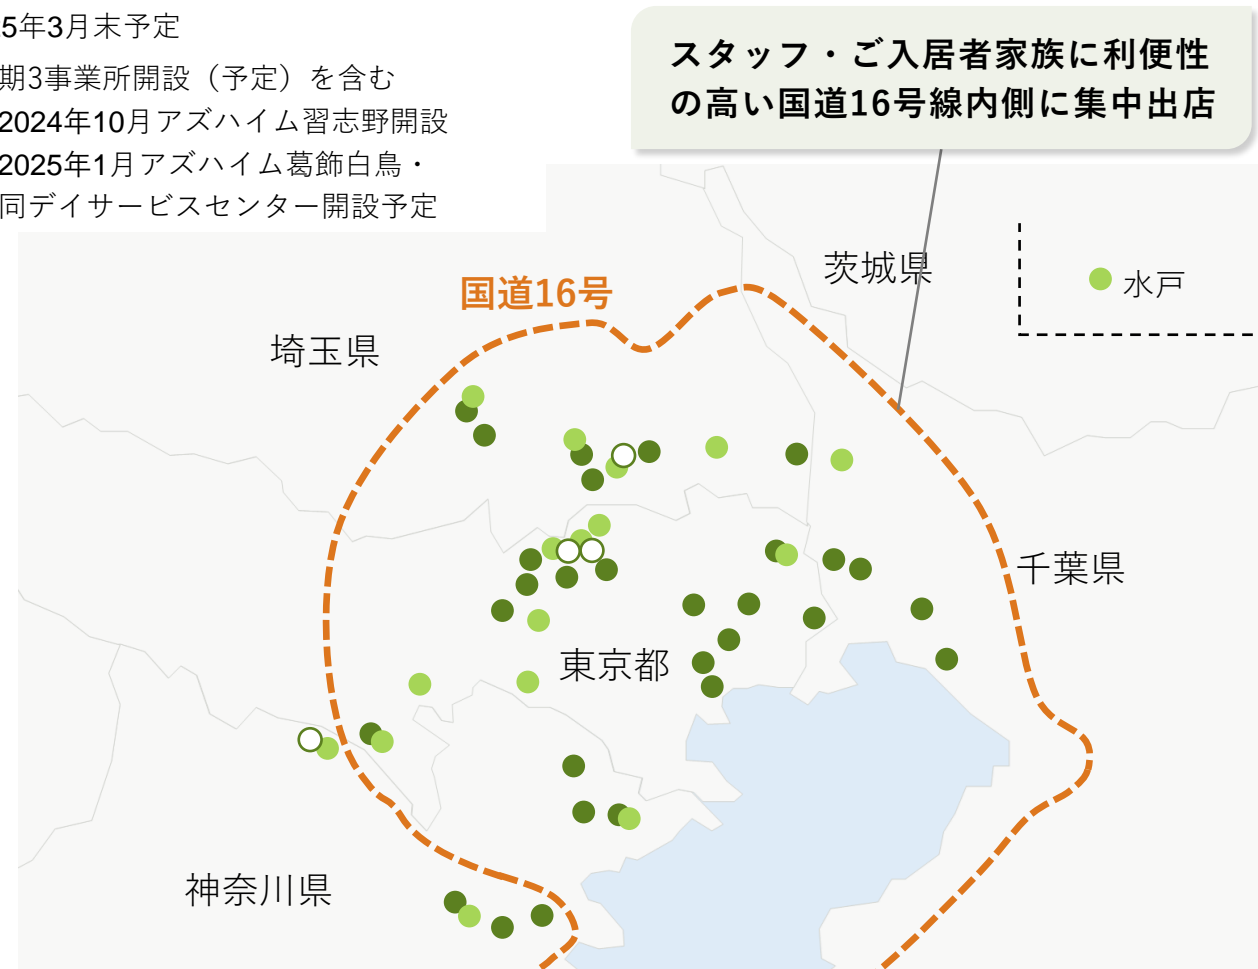 5年3月末予定
期3事業所開設（予定）を含む
2024年10月アズハイム習志野開設
2025年1月アズハイム葛飾白鳥・
同デイサービスセンター開設予定
スタッフ・ご入居者家族に利便性
の高い国道16号線内側に集中出店
茨城県
水戸
国道16号
埼玉県
千葉県
東京都
神奈川県